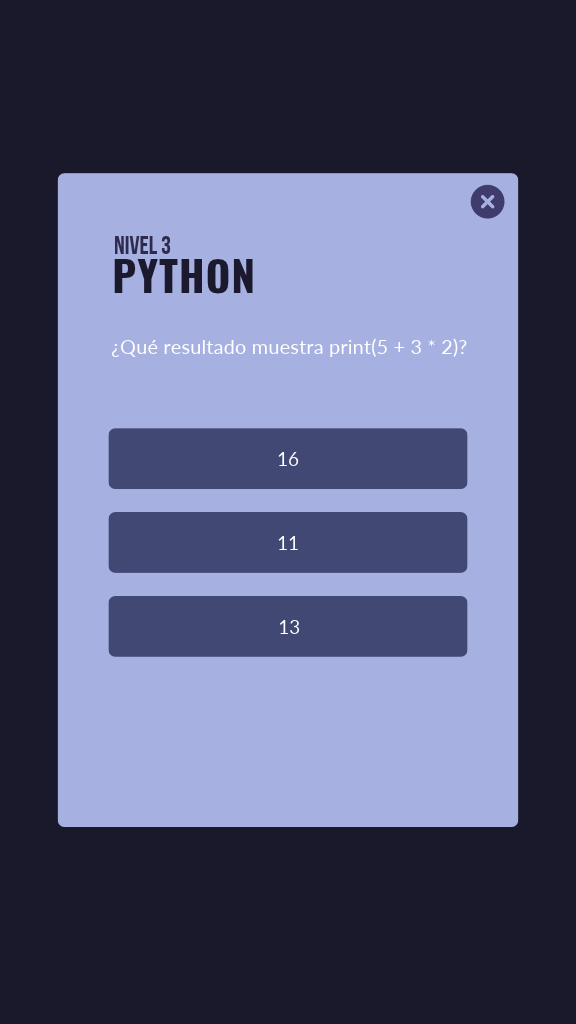 NIVEL 3
PYTHON
¿Qué resultado muestra print(5 + 3 * 2)?
16
11
13